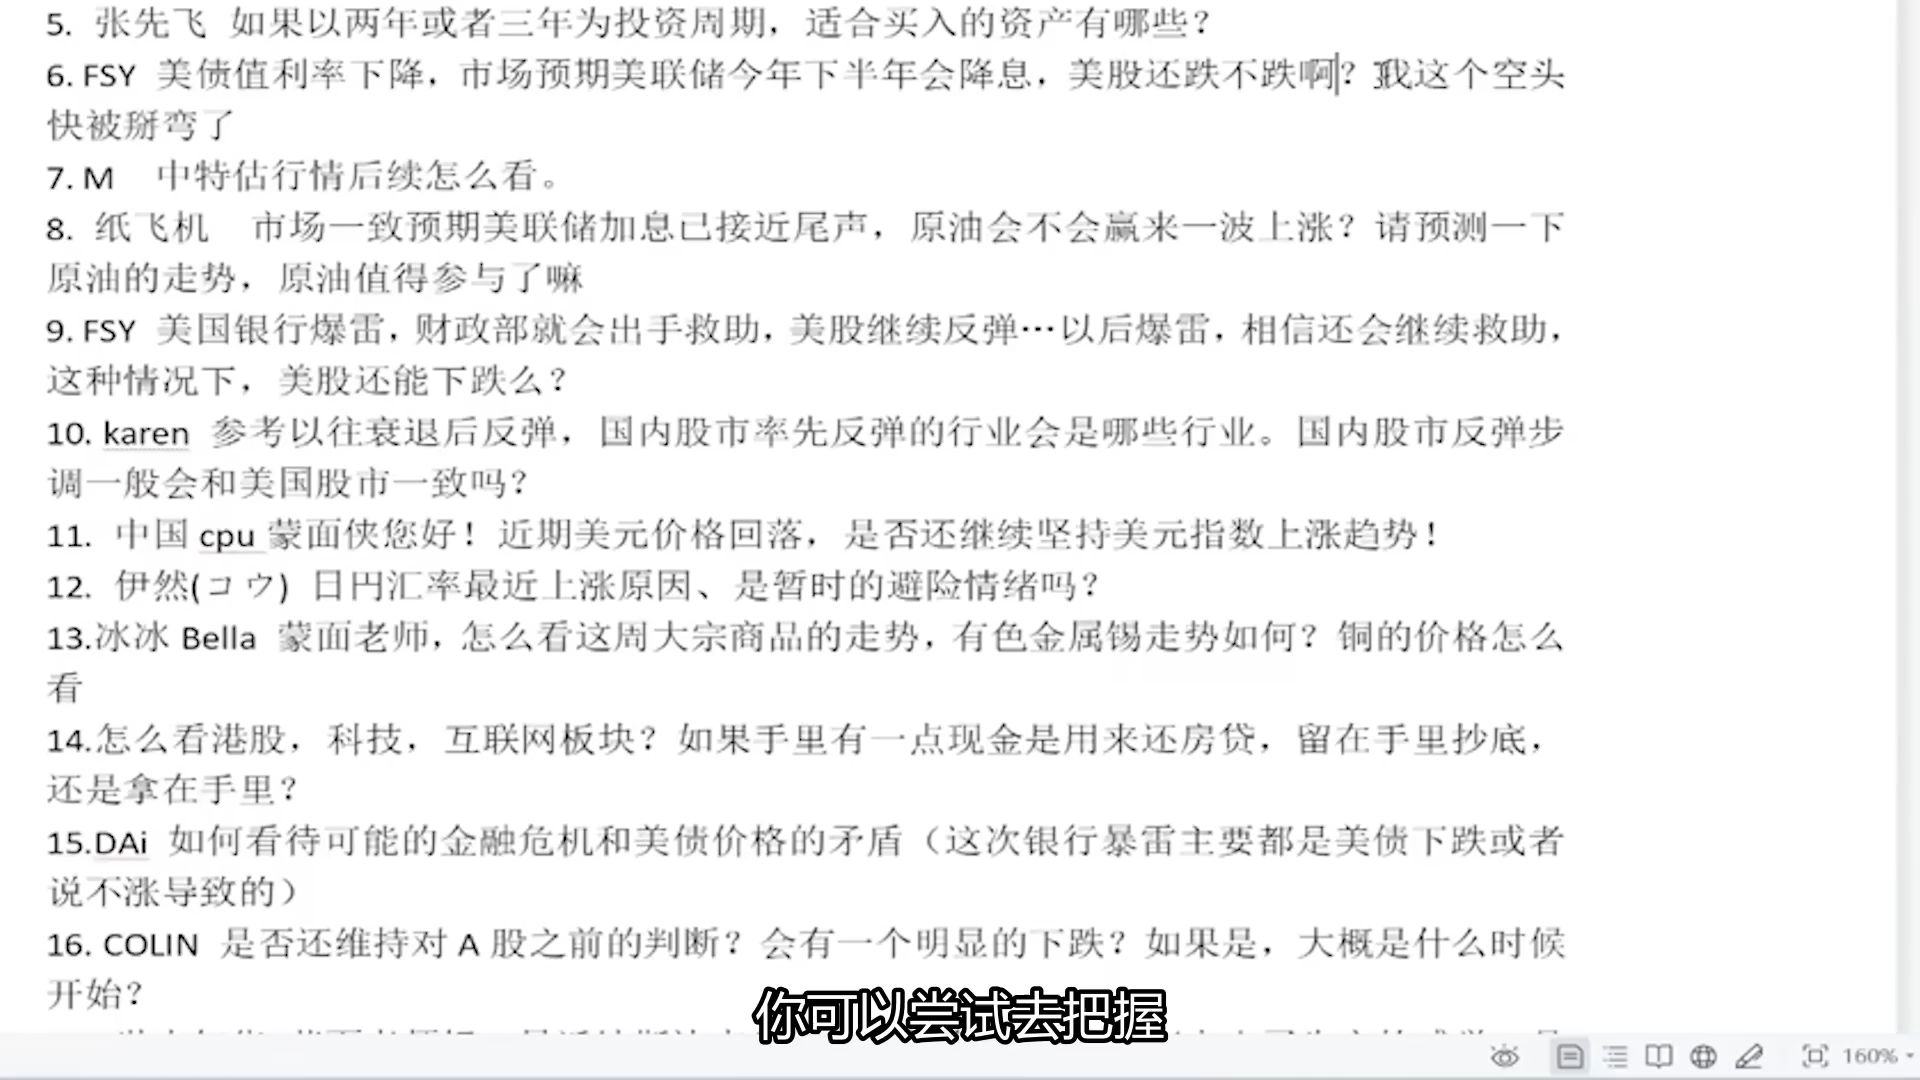 5. 张先飞 如果以两年或者三年为投资周期，适合买入的资产有哪些？
6. FSY 美债值利率下降，市场预期美联储今年下半年会降息，美股还跌不跌啊？我这个空头
快被掰弯了
7. M 中特估行情后续怎么看。
8. 纸飞机 市场一致预期美联储加息已接近尾声，原油会不会赢来一波上涨？请预测一下
原油的走势，原油值得参与了嘛
9. FSY 美国银行爆雷，财政部就会出手救助，美股继续反弹…以后爆雷，相信还会继续救助，
这种情况下，美股还能下跌么？
10. karen 参考以往衰退后反弹，国内股市率先反弹的行业会是哪些行业。国内股市反弹步
调一般会和美国股市一致吗？
11. 中国 cpu 蒙面侠您好！近期美元价格回落，是否还继续坚持美元指数上涨趋势！
12. 伊然(コウ) 日円汇率最近上涨原因、是暂时的避险情绪吗？
13.冰冰 Bella 蒙面老师，怎么看这周大宗商品的走势，有色金属锡走势如何？铜的价格怎么
看
14.怎么看港股，科技，互联网板块？如果手里有一点现金是用来还房贷，留在手里抄底，
还是拿在手里？
15.DAi 如何看待可能的金融危机和美债价格的矛盾（这次银行暴雷主要都是美债下跌或者
说不涨导致的）
16. COLIN 是否还维持对 A 股之前的判断？会有一个明显的下跌？如果是，大概是什么时候
开始？
你可以尝试去把握
160%